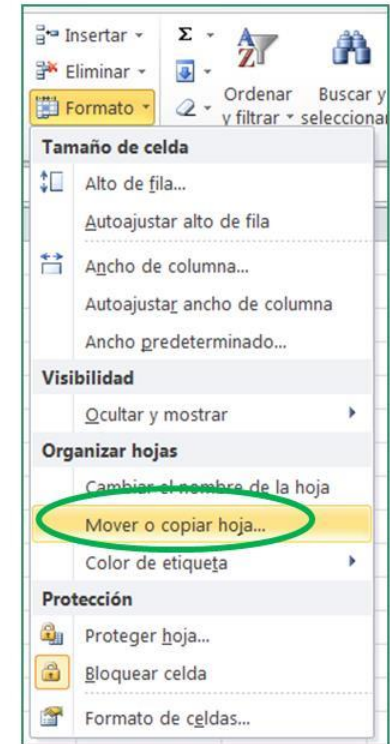 Insertar
Σ
Eliminar
Formato
AZ
Ordenar y filtrar
Buscar y seleccionar
Tamaño de celda
Alto de fila...
Autoajustar alto de fila
Ancho de columna...
Autoajustar ancho de columna
Ancho predeterminado...
Visibilidad
Ocultar y mostrar
Organizar hojas
Cambiar el nombre de la hoja
Mover o copiar hoja...
Color de etiqueta
Protección
Proteger hoja...
Bloquear celda
Formato de celdas...